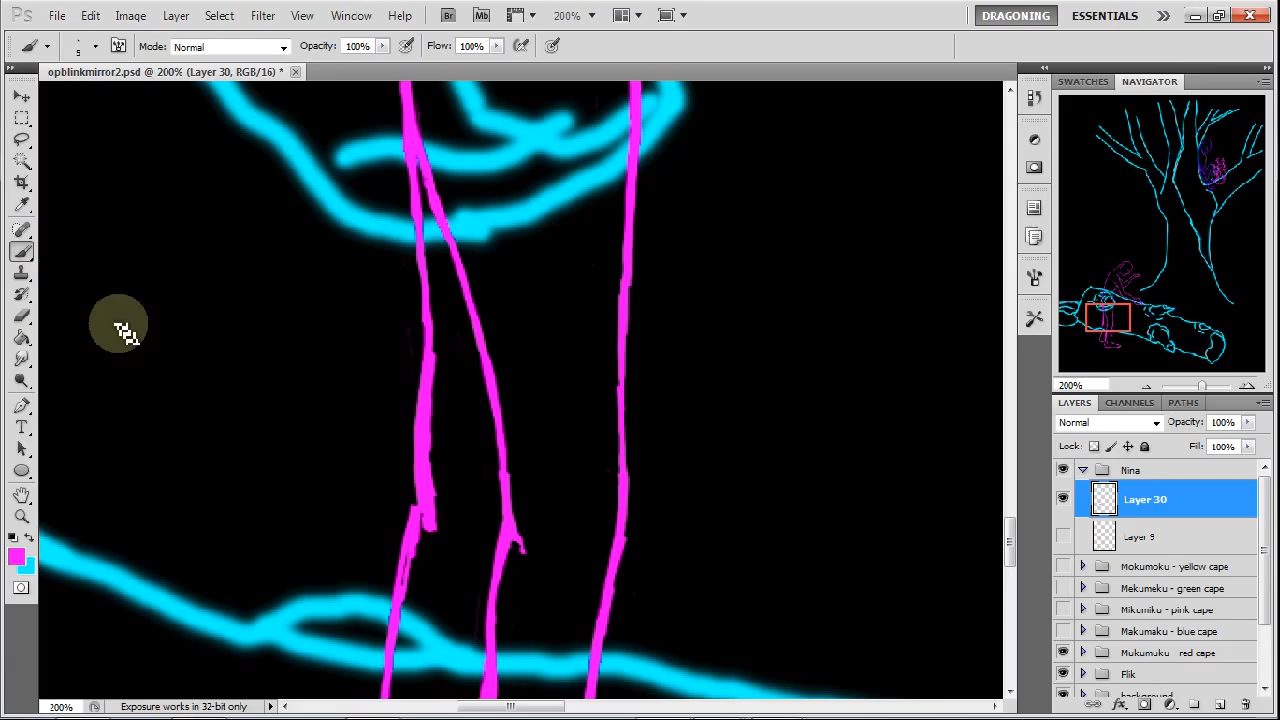 Ps File Edit Image Layer Select Filter View Window Help Br Mb 200% DRAGONING ESSENTIALS
5 Mode: Normal Opacity: 100% Flow: 100%
opblinkmirror2.psd @ 200% (Layer 30, RGB/16) *
SWATCHES NAVIGATOR
200%
LAYERS CHANNELS PATHS
Normal Opacity: 100%
Lock: Fill: 100%
Nina
Layer 30
Layer 9
Mokumoku - yellow cape
Mekumeku - green cape
Mikumiku - pink cape
Makumaku - blue cape
Mukumuku - red cape
Flik
background
200% Exposure works in 32-bit only